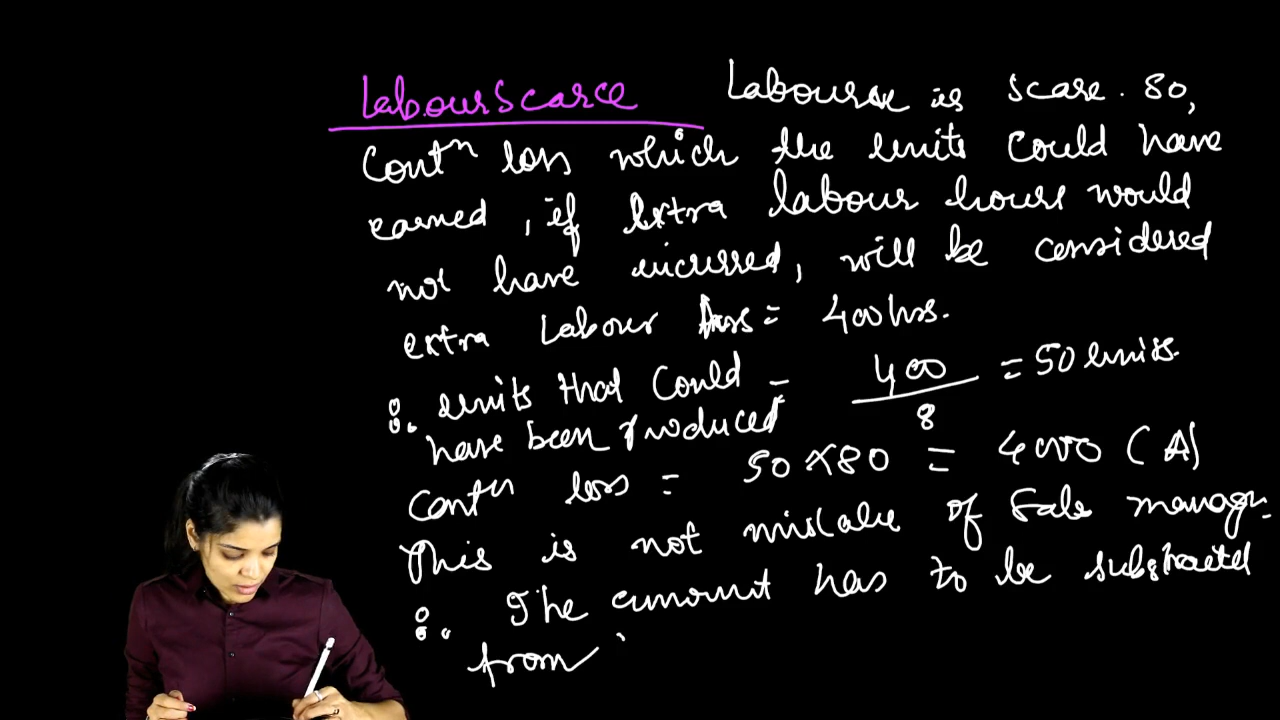 Labour Scarce Labour is scare. So,
Contn loss which the units could have
earned, if extra labour hours would
not have incurred, will be considered
extra Labour hrs = 400 hrs.
∴ units that could have been produced = 400/8 = 50 units.
Contn loss = 50 × 80 = 4000 (A)
This is not mistake of Sale manager.
∴ The amount has to be substracted
from